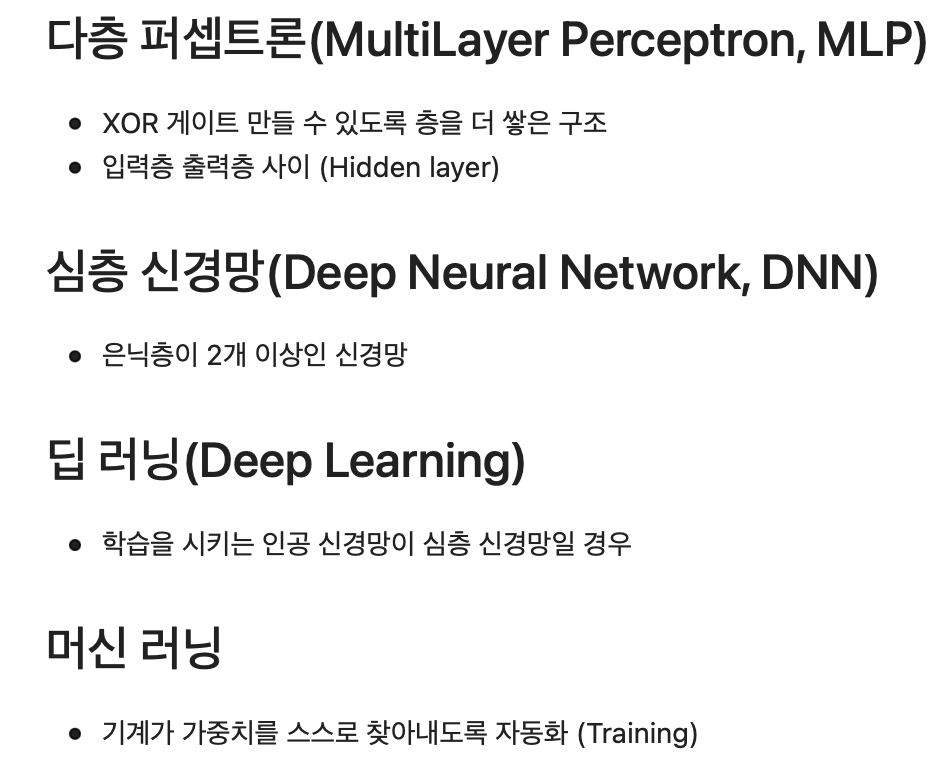 다층 퍼셉트론(MultiLayer Perceptron, MLP)
• XOR 게이트 만들 수 있도록 층을 더 쌓은 구조
• 입력층 출력층 사이 (Hidden layer)
심층 신경망(Deep Neural Network, DNN)
• 은닉층이 2개 이상인 신경망
딥 러닝(Deep Learning)
• 학습을 시키는 인공 신경망이 심층 신경망일 경우
머신 러닝
• 기계가 가중치를 스스로 찾아내도록 자동화 (Training)